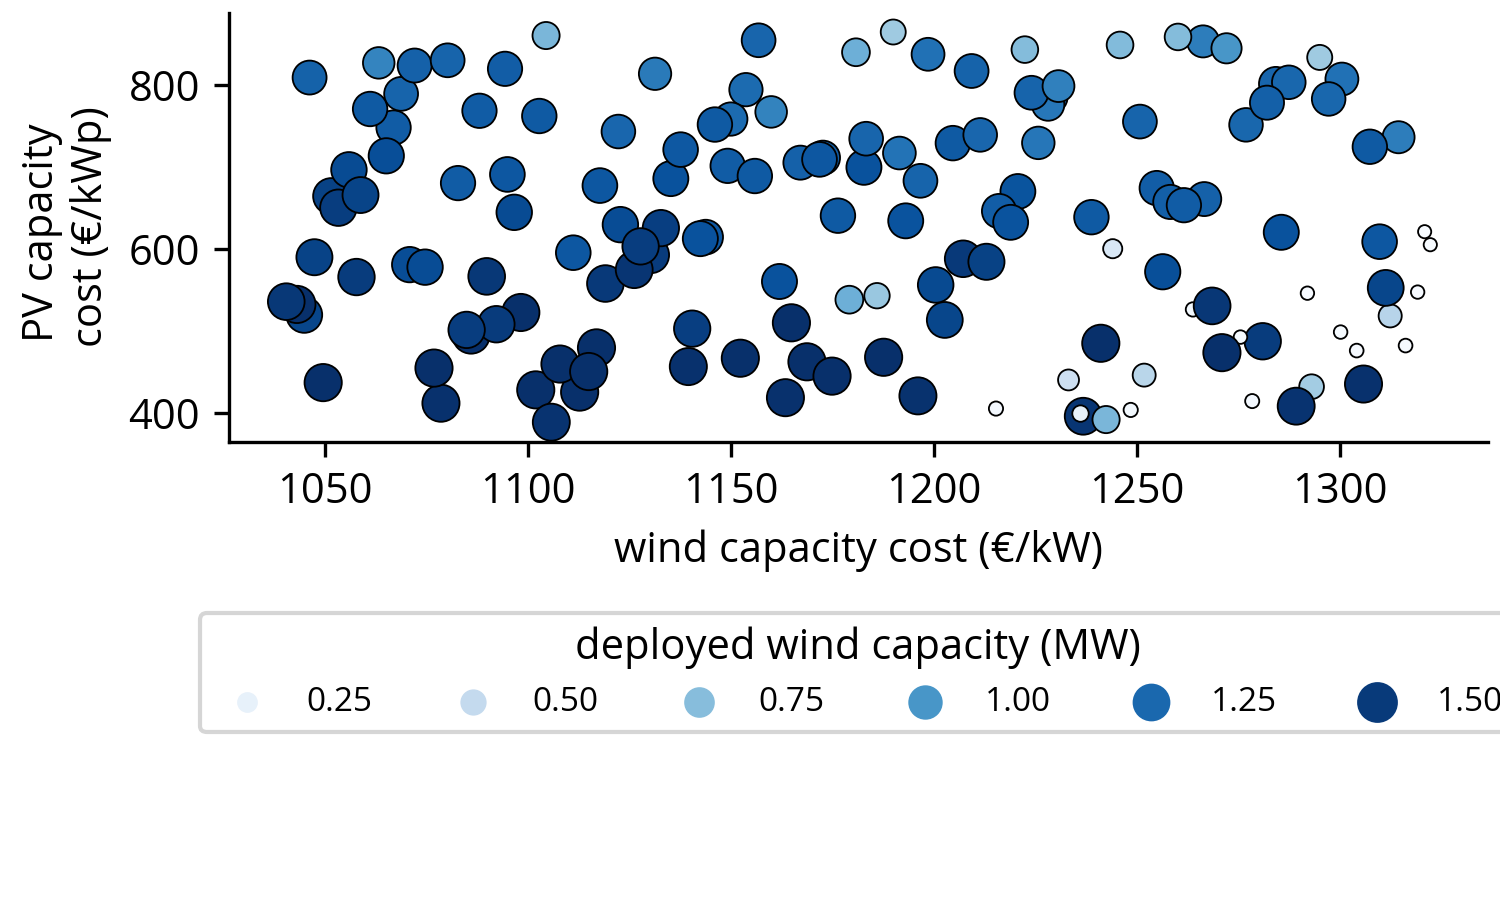 PV capacity
cost (€/kWp)
800
600
400
1050 1100 1150 1200 1250 1300
wind capacity cost (€/kW)
deployed wind capacity (MW)
0.25 0.50 0.75 1.00 1.25 1.50